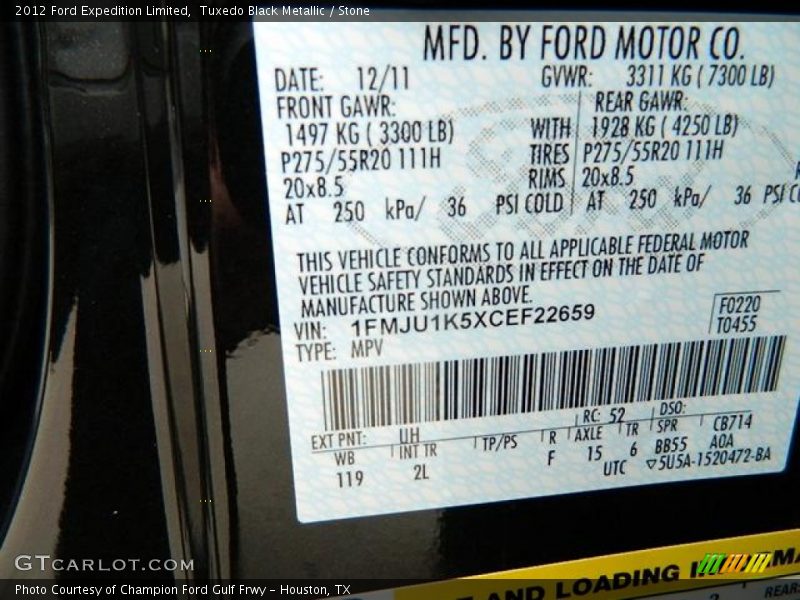 2012 Ford Expedition Limited, Tuxedo Black Metallic / Stone
MFD. BY FORD MOTOR CO.
DATE: 12/11 GVWR: 3311 KG ( 7300 LB)
FRONT GAWR: REAR GAWR:
1497 KG ( 3300 LB) WITH 1928 KG ( 4250 LB)
P275/55R20 111H TIRES P275/55R20 111H
20x8.5 RIMS 20x8.5
AT 250 kPa/ 36 PSI COLD AT 250 kPa/ 36 PSI
THIS VEHICLE CONFORMS TO ALL APPLICABLE FEDERAL MOTOR
VEHICLE SAFETY STANDARDS IN EFFECT ON THE DATE OF
MANUFACTURE SHOWN ABOVE.
VIN: 1FMJU1K5XCEF22659 F0220
TYPE: MPV T0455
EXT PNT: UH RC: 52 DSO:
WB INT TR TP/PS R AXLE TR SPR CB714
119 2L F 15 6 BB55 A0A
UTC 5U5A-1520472-BA
AND LOADING
GTCARLOT.COM
Photo Courtesy of Champion Ford Gulf Frwy – Houston, TX